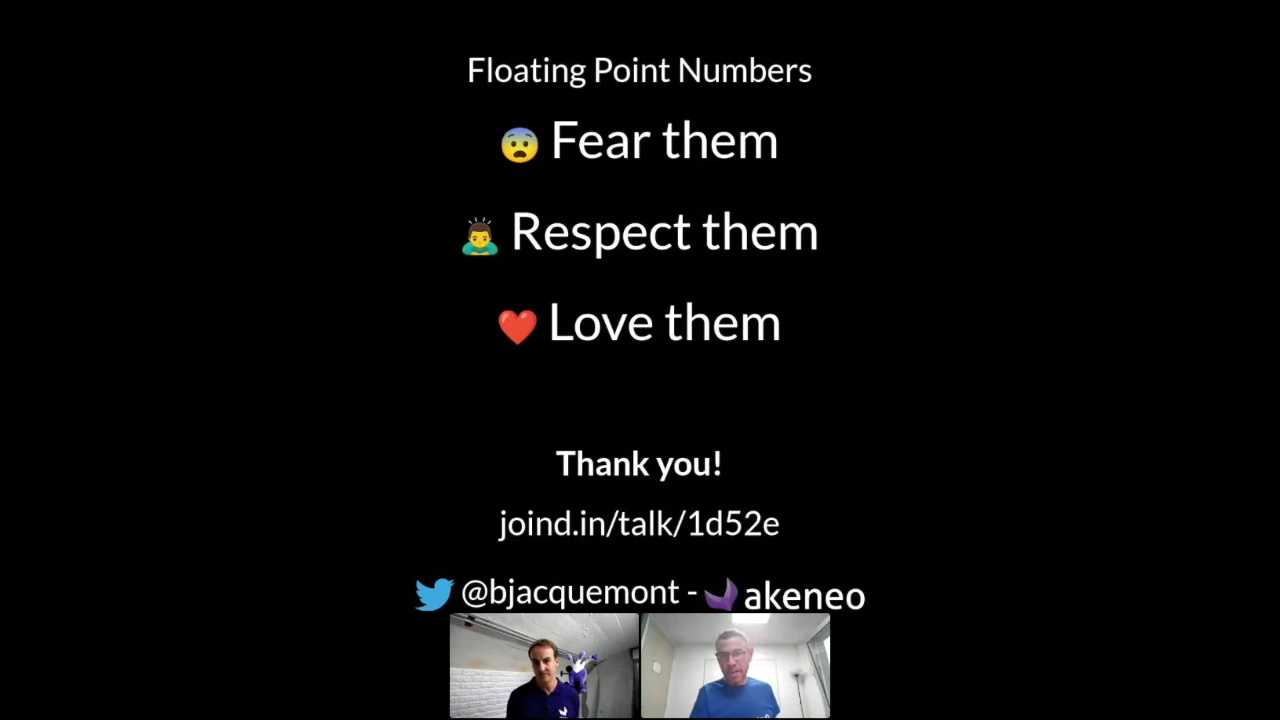 Floating Point Numbers
Fear them
Respect them
Love them
Thank you!
joind.in/talk/1d52e
@bjacquemont - akeneo